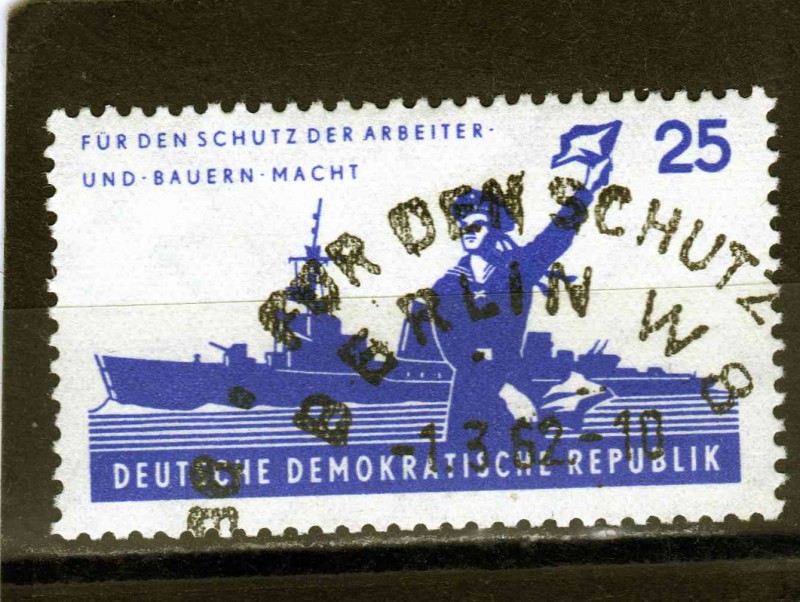 FÜR DEN SCHUTZ DER ARBEITER-
UND-BAUERN-MACHT
25
FÜR DEN SCHUTZ
BERLIN W 8
-1.3.62.-10
DEUTSCHE DEMOKRATISCHE REPUBLIK